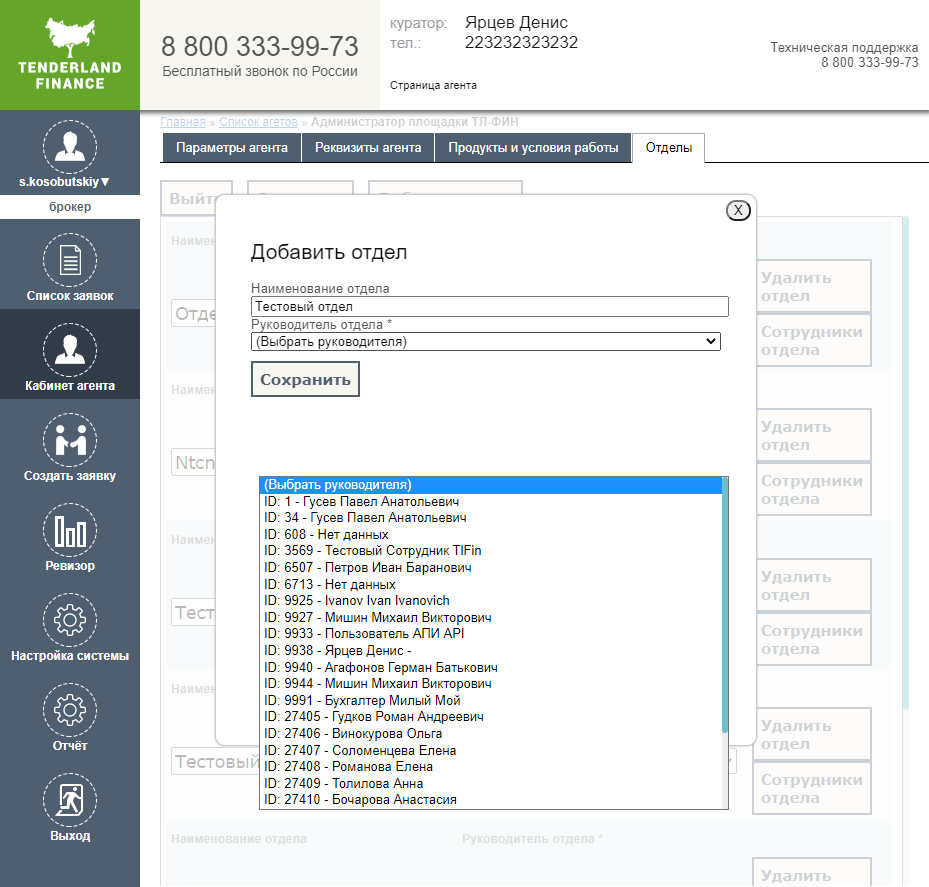 TENDERLAND
FINANCE
8 800 333-99-73
Бесплатный звонок по России
куратор: Ярцев Денис
тел.: 223232323232
Страница агента
Техническая поддержка
8 800 333-99-73
s.kosobutskiy▼
брокер
Список заявок
Кабинет агента
Создать заявку
Ревизор
Настройка системы
Отчёт
Выход
Главная » Список агетов » Администратор площадки ТЛ-ФИН
Параметры агента
Реквизиты агента
Продукты и условия работы
Отделы
X
Добавить отдел
Наименование отдела
Тестовый отдел
Руководитель отдела *
(Выбрать руководителя)
Сохранить
(Выбрать руководителя)
ID: 1 - Гусев Павел Анатольевич
ID: 34 - Гусев Павел Анатольевич
ID: 608 - Нет данных
ID: 3569 - Тестовый Сотрудник TlFin
ID: 6507 - Петров Иван Баранович
ID: 6713 - Нет данных
ID: 9925 - Ivanov Ivan Ivanovich
ID: 9927 - Мишин Михаил Викторович
ID: 9933 - Пользователь АПИ API
ID: 9938 - Ярцев Денис -
ID: 9940 - Агафонов Герман Батькович
ID: 9944 - Мишин Михаил Викторович
ID: 9991 - Бухгалтер Милый Мой
ID: 27405 - Гудков Роман Андреевич
ID: 27406 - Винокурова Ольга
ID: 27407 - Соломенцева Елена
ID: 27408 - Романова Елена
ID: 27409 - Толилова Анна
ID: 27410 - Бочарова Анастасия
Удалить
отдел
Сотрудники
отдела
Удалить
отдел
Сотрудники
отдела
Удалить
отдел
Сотрудники
отдела
Тестовый
Удалить
отдел
Сотрудники
отдела
Наименование отдела
Руководитель отдела *
Удалить